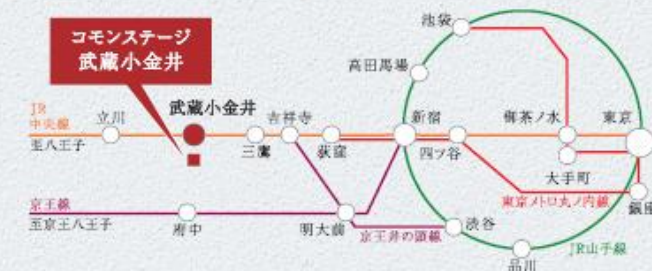 コモンステージ
武蔵小金井
池袋
高田馬場
JR
中央線
至八王子
立川
武蔵小金井
吉祥寺
三鷹
荻窪
新宿
四ツ谷
御茶ノ水
東京
大手町
東京メトロ丸ノ内線
銀座
京王線
至京王八王子
府中
明大前
京王井の頭線
渋谷
品川
JR山手線